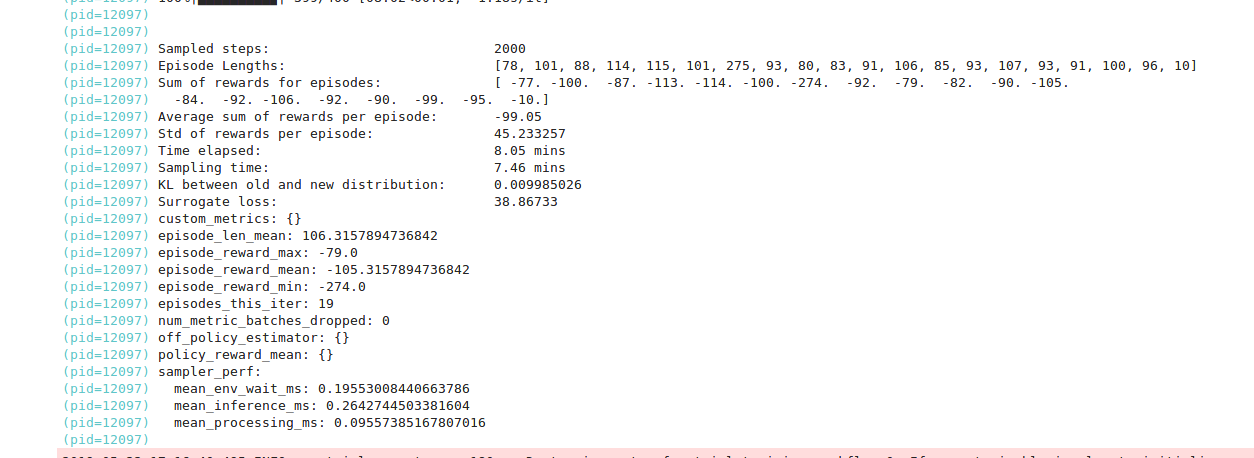 (pid=12097)
(pid=12097)
(pid=12097) Sampled steps: 2000
(pid=12097) Episode Lengths: [78, 101, 88, 114, 115, 101, 275, 93, 80, 83, 91, 106, 85, 93, 107, 93, 91, 100, 96, 10]
(pid=12097) Sum of rewards for episodes: [ -77. -100. -87. -113. -114. -100. -274. -92. -79. -82. -90. -105.
(pid=12097) -84. -92. -106. -92. -90. -99. -95. -10.]
(pid=12097) Average sum of rewards per episode: -99.05
(pid=12097) Std of rewards per episode: 45.233257
(pid=12097) Time elapsed: 8.05 mins
(pid=12097) Sampling time: 7.46 mins
(pid=12097) KL between old and new distribution: 0.009985026
(pid=12097) Surrogate loss: 38.86733
(pid=12097) custom_metrics: {}
(pid=12097) episode_len_mean: 106.3157894736842
(pid=12097) episode_reward_max: -79.0
(pid=12097) episode_reward_mean: -105.3157894736842
(pid=12097) episode_reward_min: -274.0
(pid=12097) episodes_this_iter: 19
(pid=12097) num_metric_batches_dropped: 0
(pid=12097) off_policy_estimator: {}
(pid=12097) policy_reward_mean: {}
(pid=12097) sampler_perf:
(pid=12097) mean_env_wait_ms: 0.19553008440663786
(pid=12097) mean_inference_ms: 0.2642744503381604
(pid=12097) mean_processing_ms: 0.09557385167807016
(pid=12097)